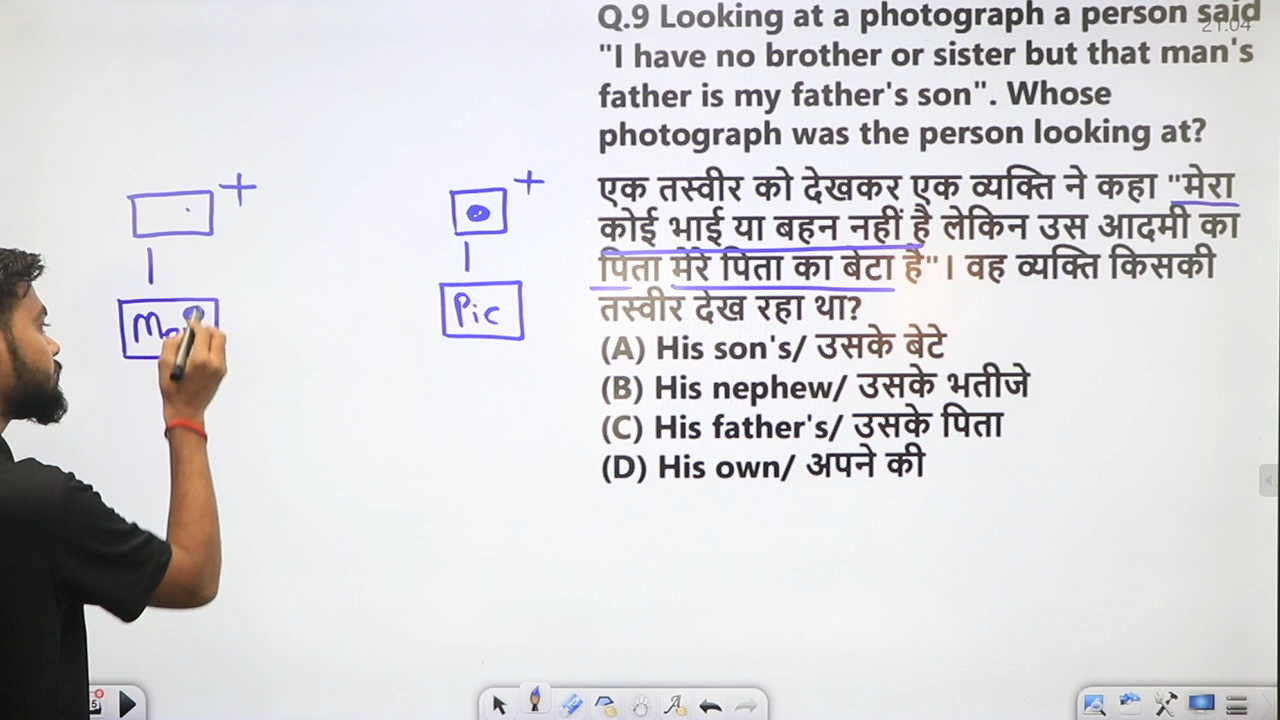 Q.9 Looking at a photograph a person said
21:04
"I have no brother or sister but that man's
father is my father's son". Whose
photograph was the person looking at?
एक तस्वीर को देखकर एक व्यक्ति ने कहा "मेरा
कोई भाई या बहन नहीं है लेकिन उस आदमी का
पिता मेरे पिता का बेटा है"। वह व्यक्ति किसकी
तस्वीर देख रहा था?
(A) His son's/ उसके बेटे
(B) His nephew/ उसके भतीजे
(C) His father's/ उसके पिता
(D) His own/ अपने की
+
+
Pic